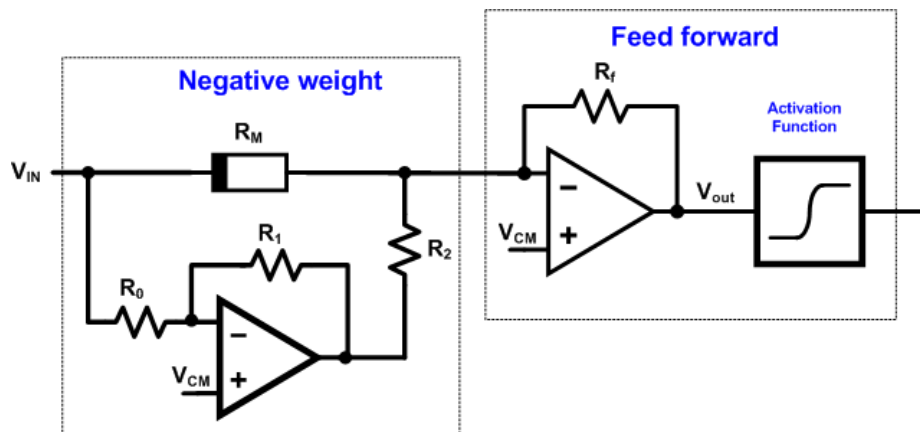 Feed forward
Negative weight
R_f
R_M
Activation
Function
V_IN
V_out
R_1
V_CM
R_2
R_0
V_CM